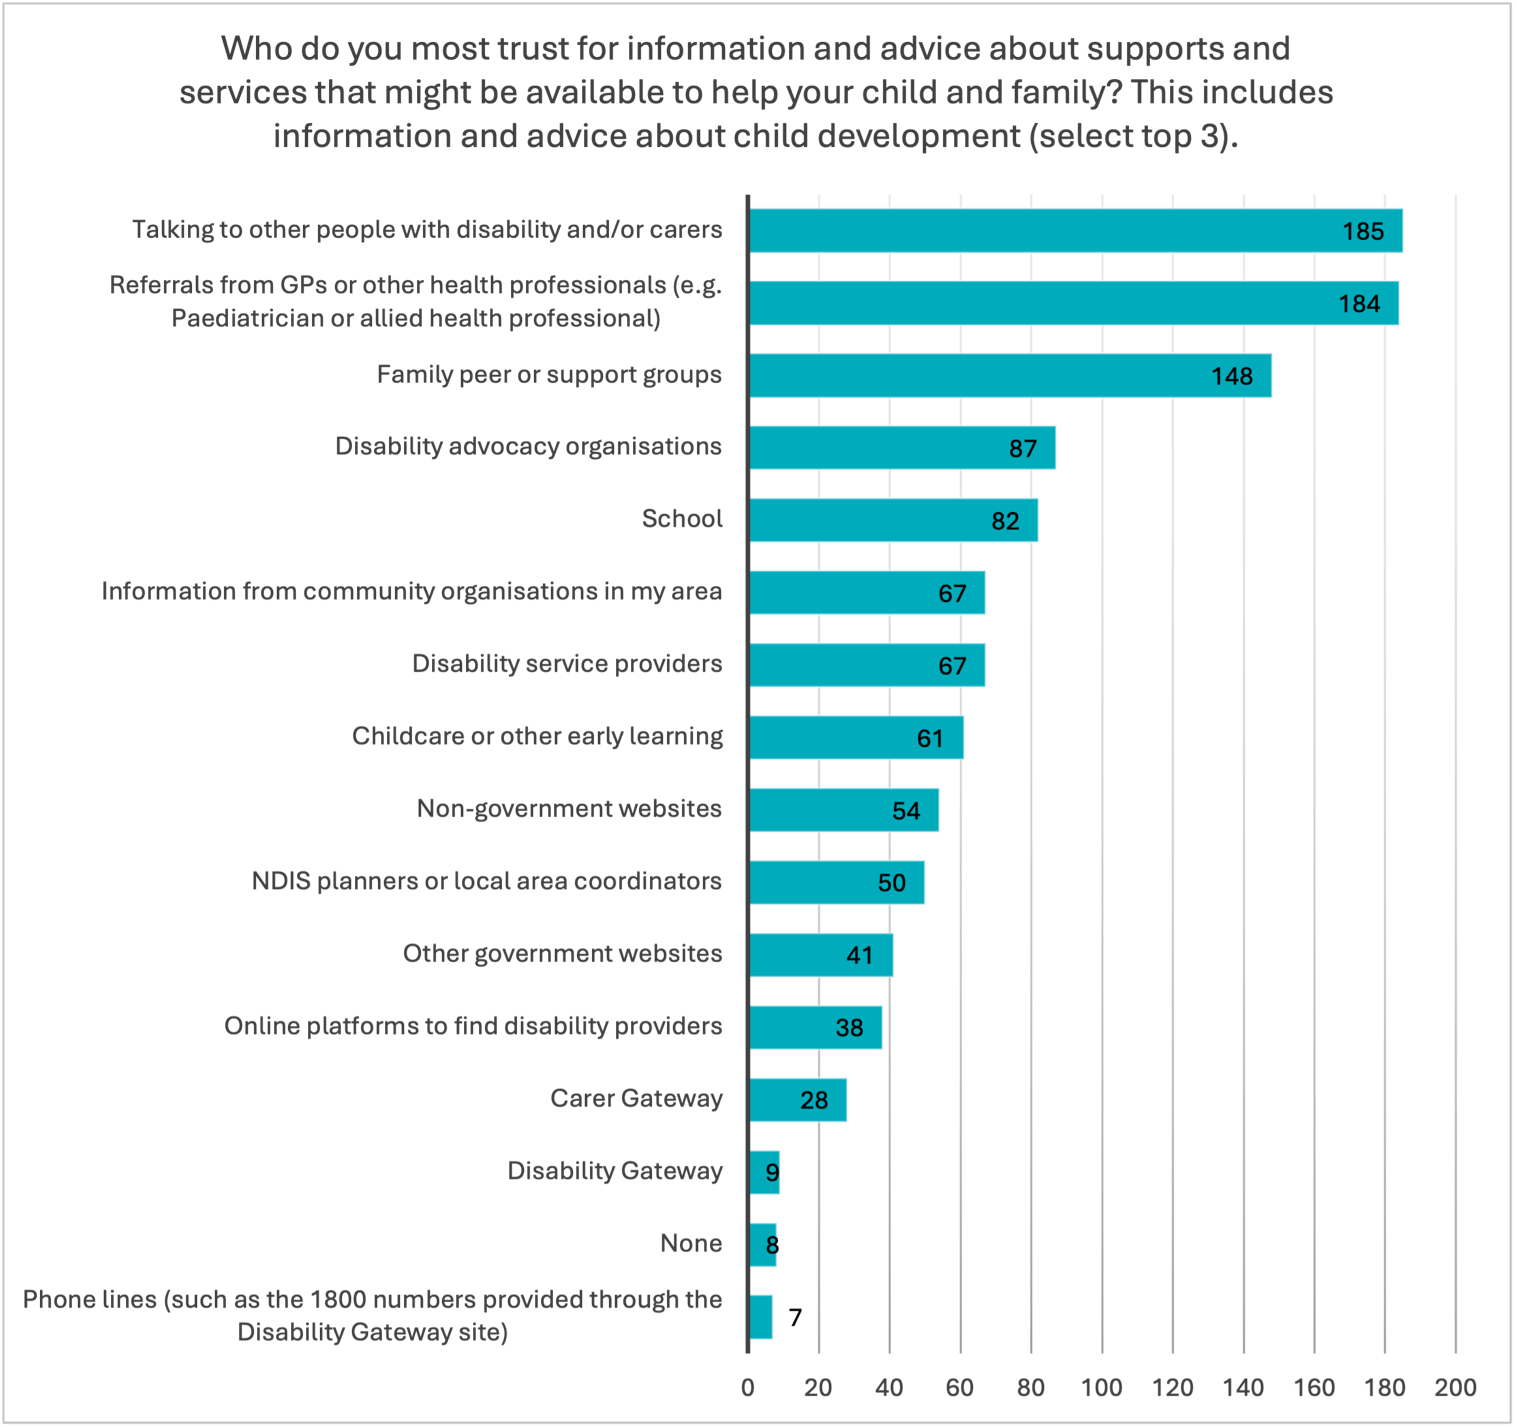 Who do you most trust for information and advice about supports and
services that might be available to help your child and family? This includes
information and advice about child development (select top 3).
Talking to other people with disability and/or carers
185
Referrals from GPs or other health professionals (e.g.
Paediatrician or allied health professional)
184
Family peer or support groups
148
Disability advocacy organisations
87
School
82
Information from community organisations in my area
67
Disability service providers
67
Childcare or other early learning
61
Non-government websites
54
NDIS planners or local area coordinators
50
Other government websites
41
Online platforms to find disability providers
38
Carer Gateway
28
Disability Gateway
9
None
8
Phone lines (such as the 1800 numbers provided through the
Disability Gateway site)
7
0 20 40 60 80 100 120 140 160 180 200